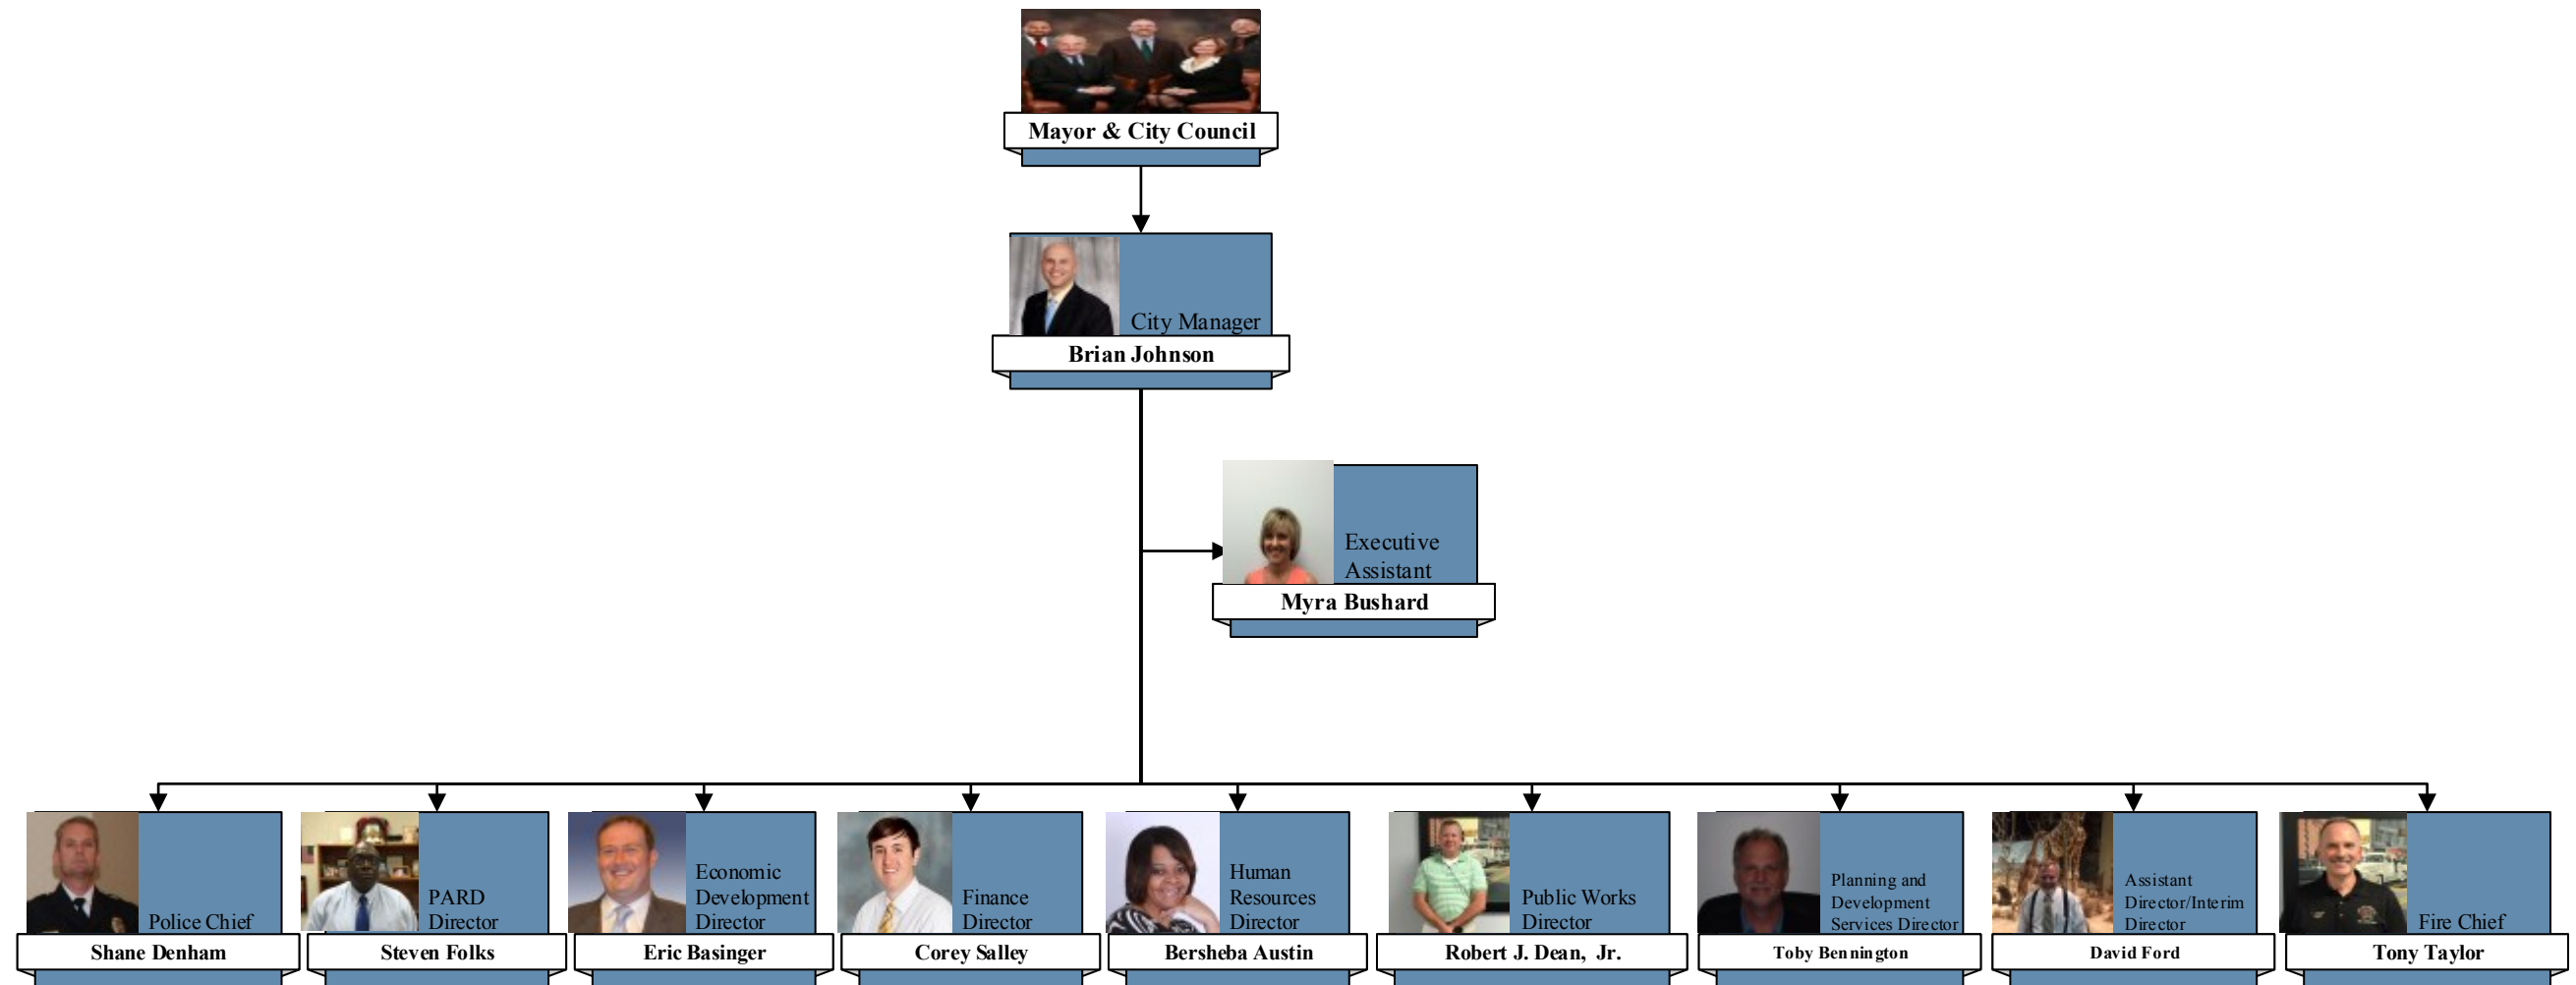 Mayor & City Council
City Manager
Brian Johnson
Executive
Assistant
Myra Bushard
Police Chief
Shane Denham
PARD
Director
Steven Folks
Economic
Development
Director
Eric Basinger
Finance
Director
Corey Salley
Human
Resources
Director
Bersheba Austin
Public Works
Director
Robert J. Dean, Jr.
Planning and
Development
Services Director
Toby Bennington
Assistant
Director/Interim
Director
David Ford
Fire Chief
Tony Taylor